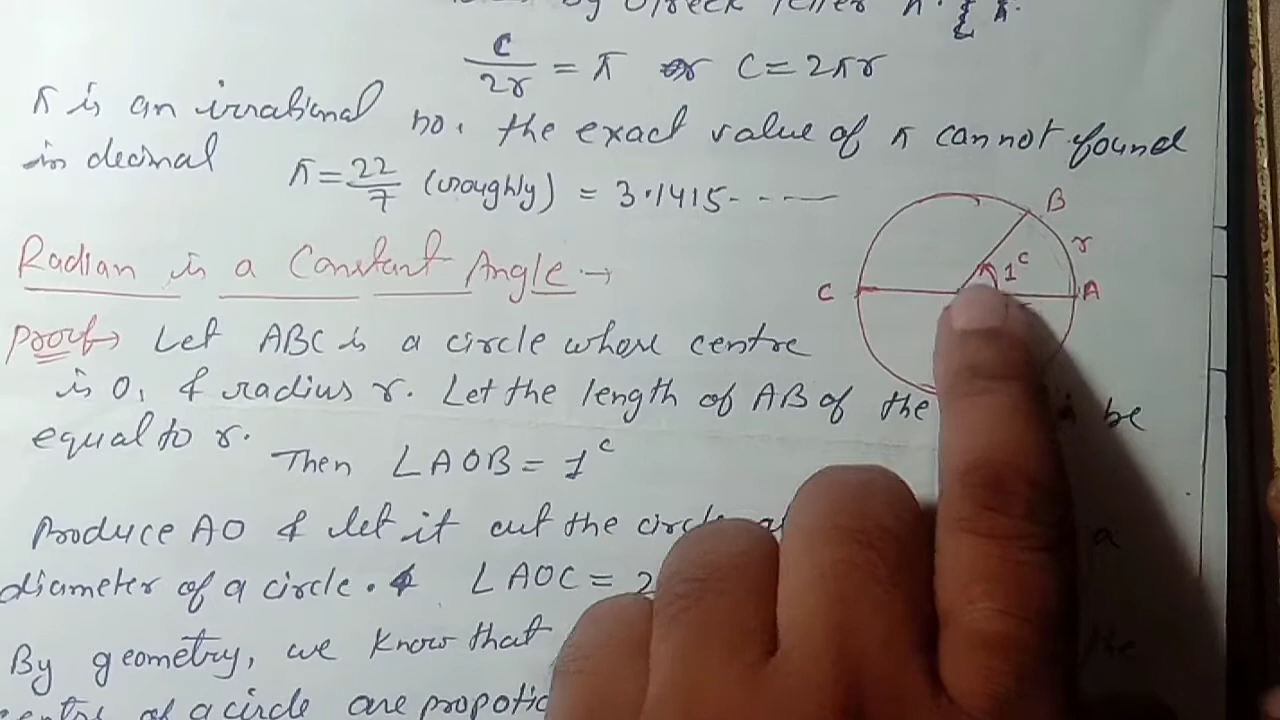 by Greek letter π. {
c/2r = π or C = 2πr
π is an irrational no. the exact value of π cannot found
in decimal π = 22/7 (roughly) = 3.1415- - - —
Radian is a Constant Angle:→
Proof→ Let ABC is a circle whose centre
is O, & radius r. Let the length of AB of the be
equal to r.
Then ∠AOB = 1ᶜ
Produce AO & let it cut the circle a
diameter of a circle. & ∠AOC = 2
By geometry, we know that
of a circle are propotio
B
r
1ᶜ
C
A